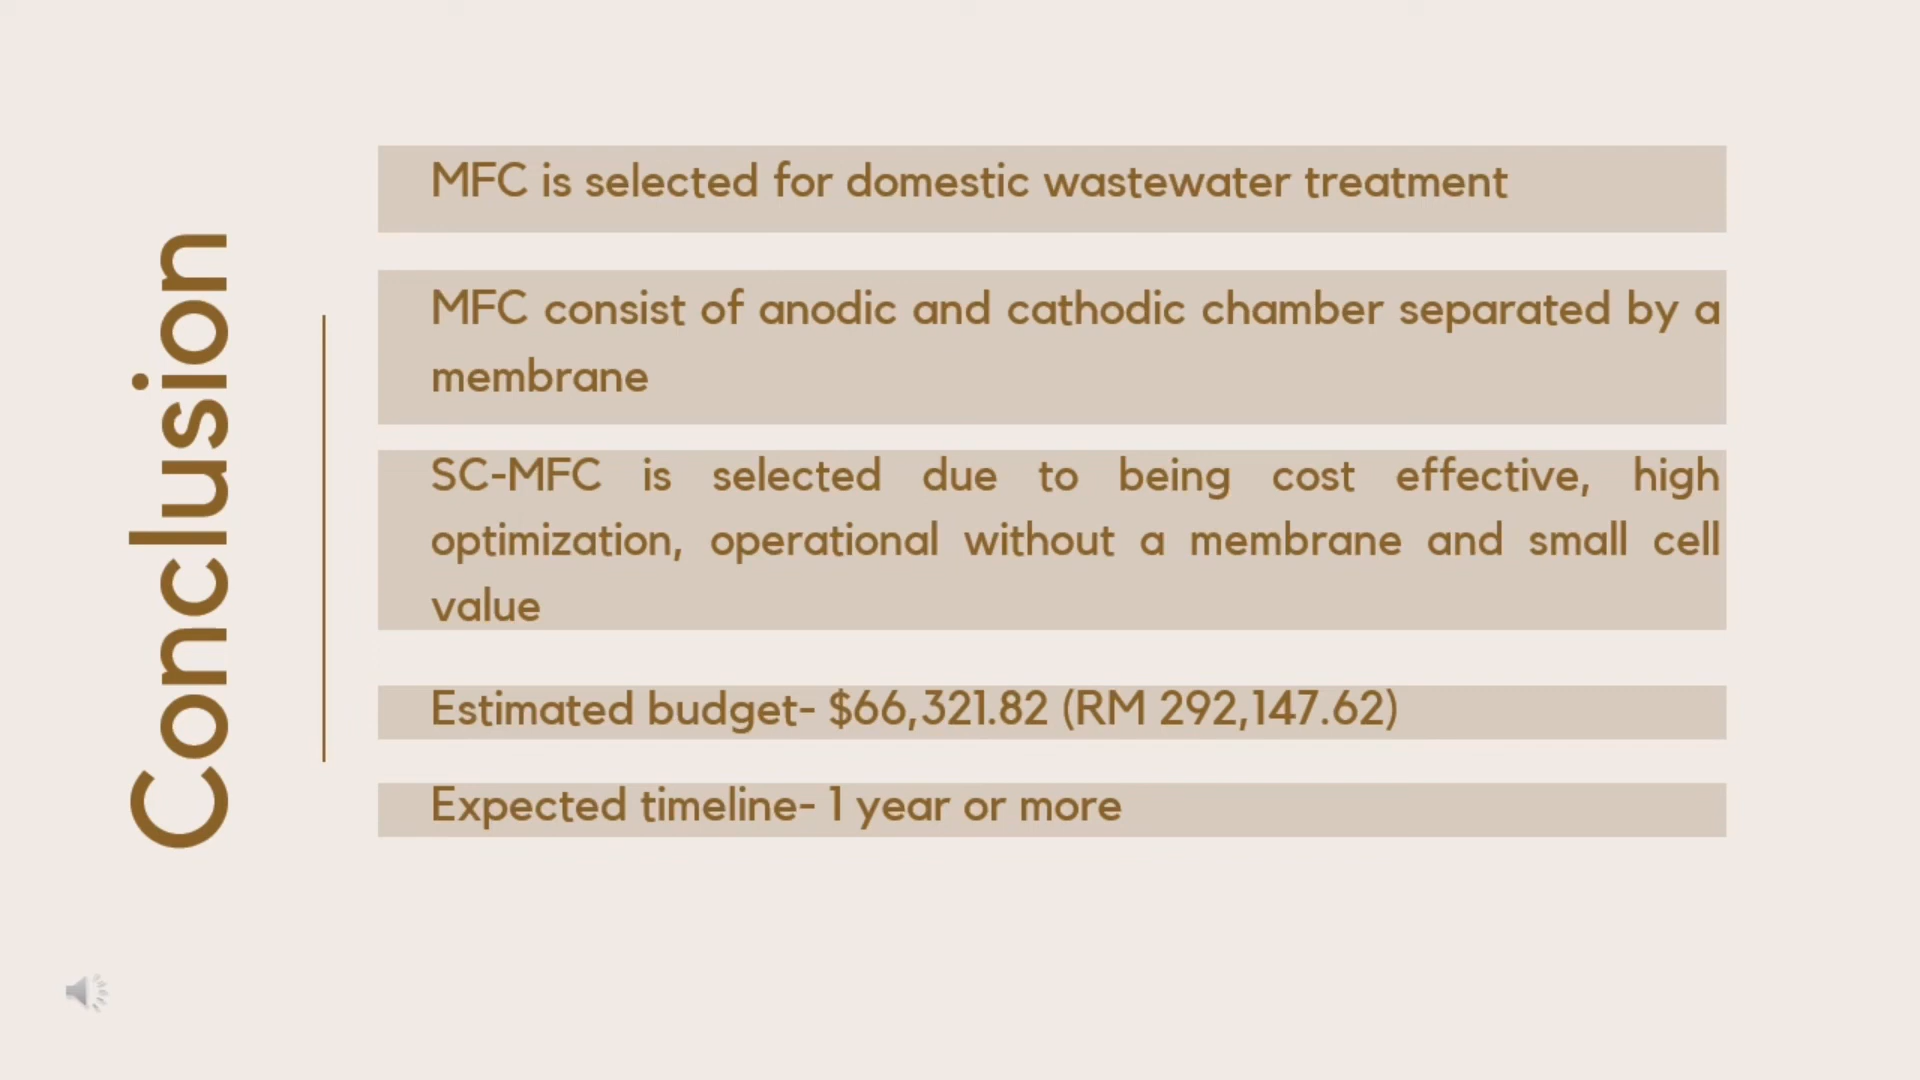 Conclusion
MFC is selected for domestic wastewater treatment
MFC consist of anodic and cathodic chamber separated by a
membrane
SC-MFC is selected due to being cost effective, high
optimization, operational without a membrane and small cell
value
Estimated budget- $66,321.82 (RM 292,147.62)
Expected timeline- 1 year or more